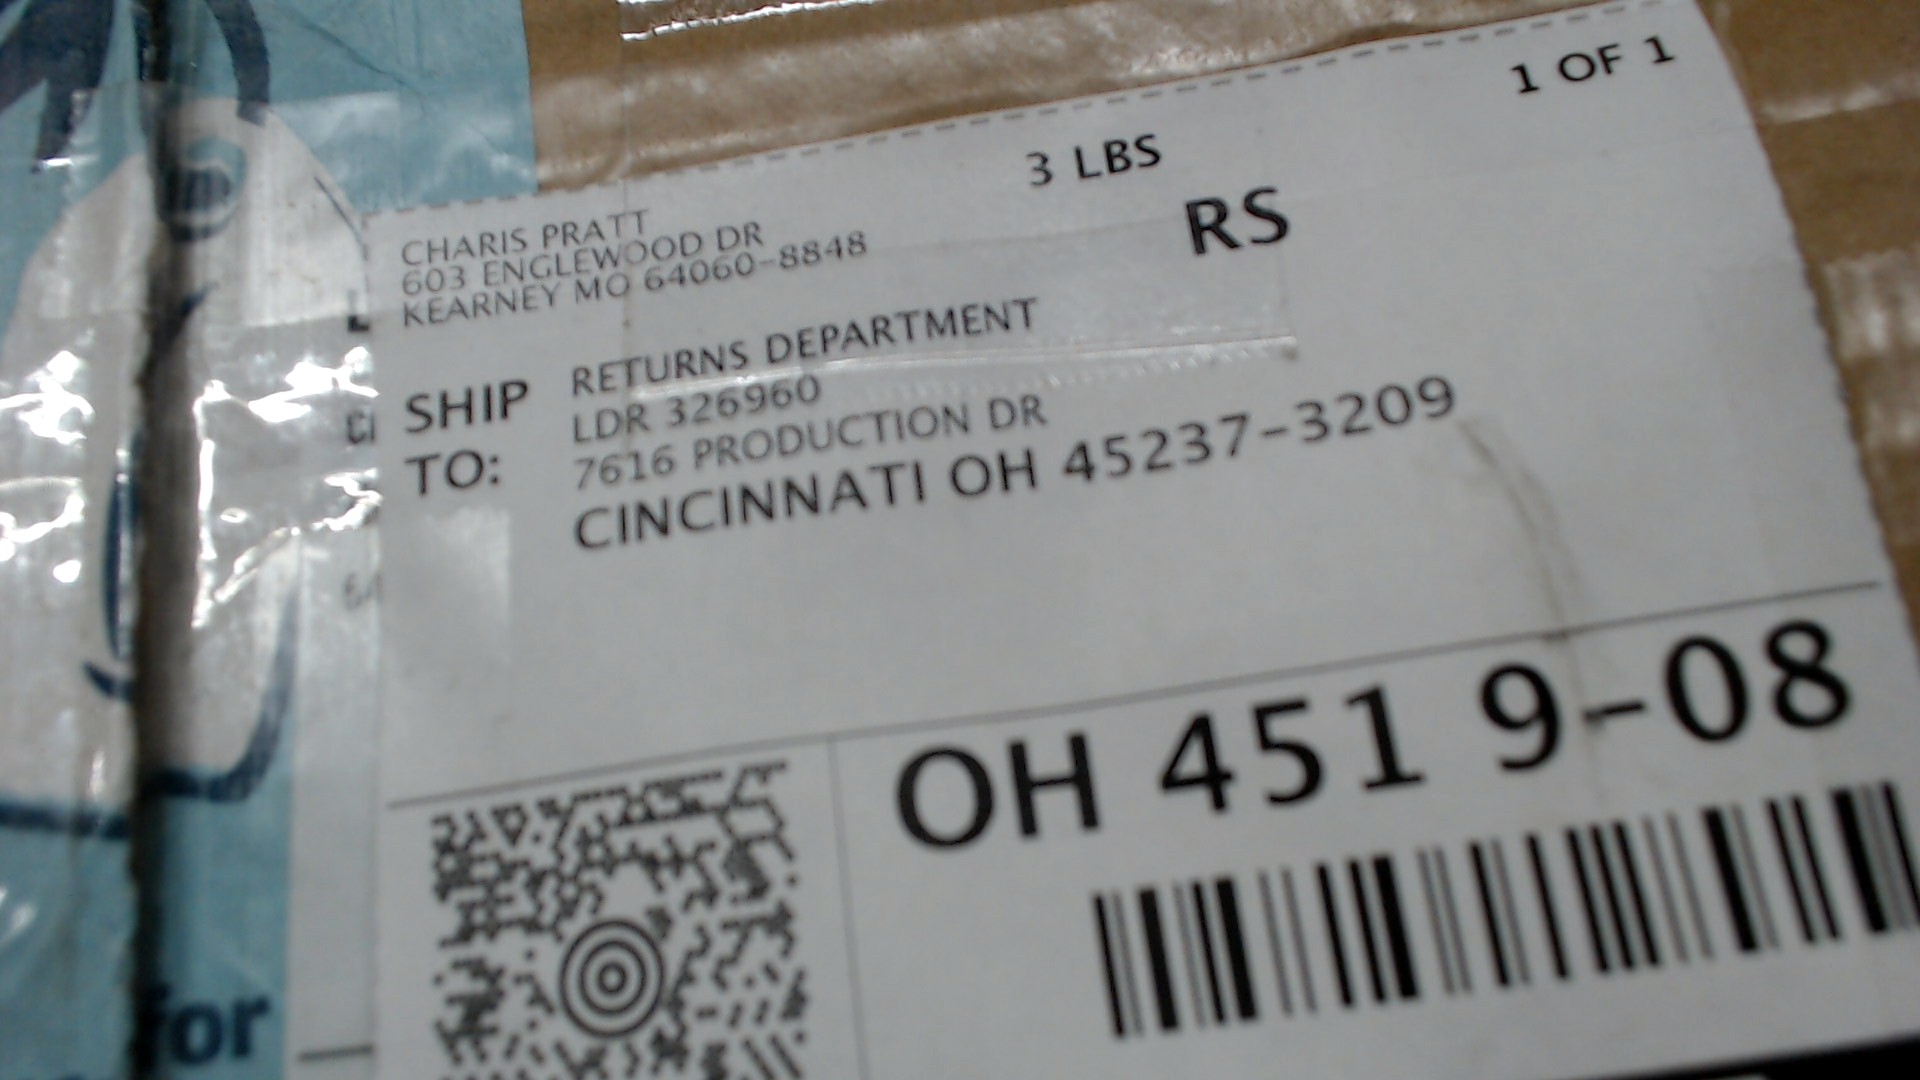 1 OF 1
3 LBS
RS
CHARIS PRATT
603 ENGLEWOOD DR
KEARNEY MO 64060-8848
SHIP
TO:
RETURNS DEPARTMENT
LDR 326960
7616 PRODUCTION DR
CINCINNATI OH 45237-3209
OH 451 9-08
for